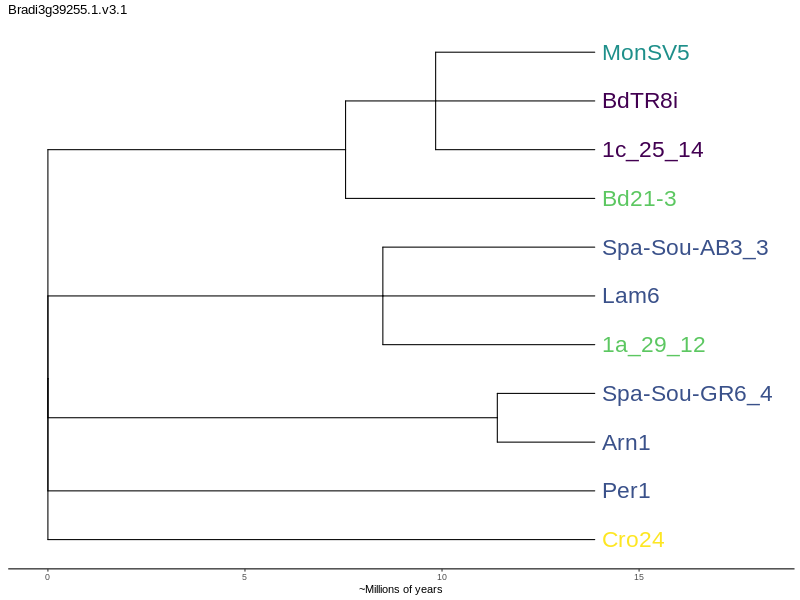 Bradi3g39255.1.v3.1
MonSV5
BdTR8i
1c_25_14
Bd21-3
Spa-Sou-AB3_3
Lam6
1a_29_12
Spa-Sou-GR6_4
Arn1
Per1
Cro24
0 5 10 15
~Millions of years